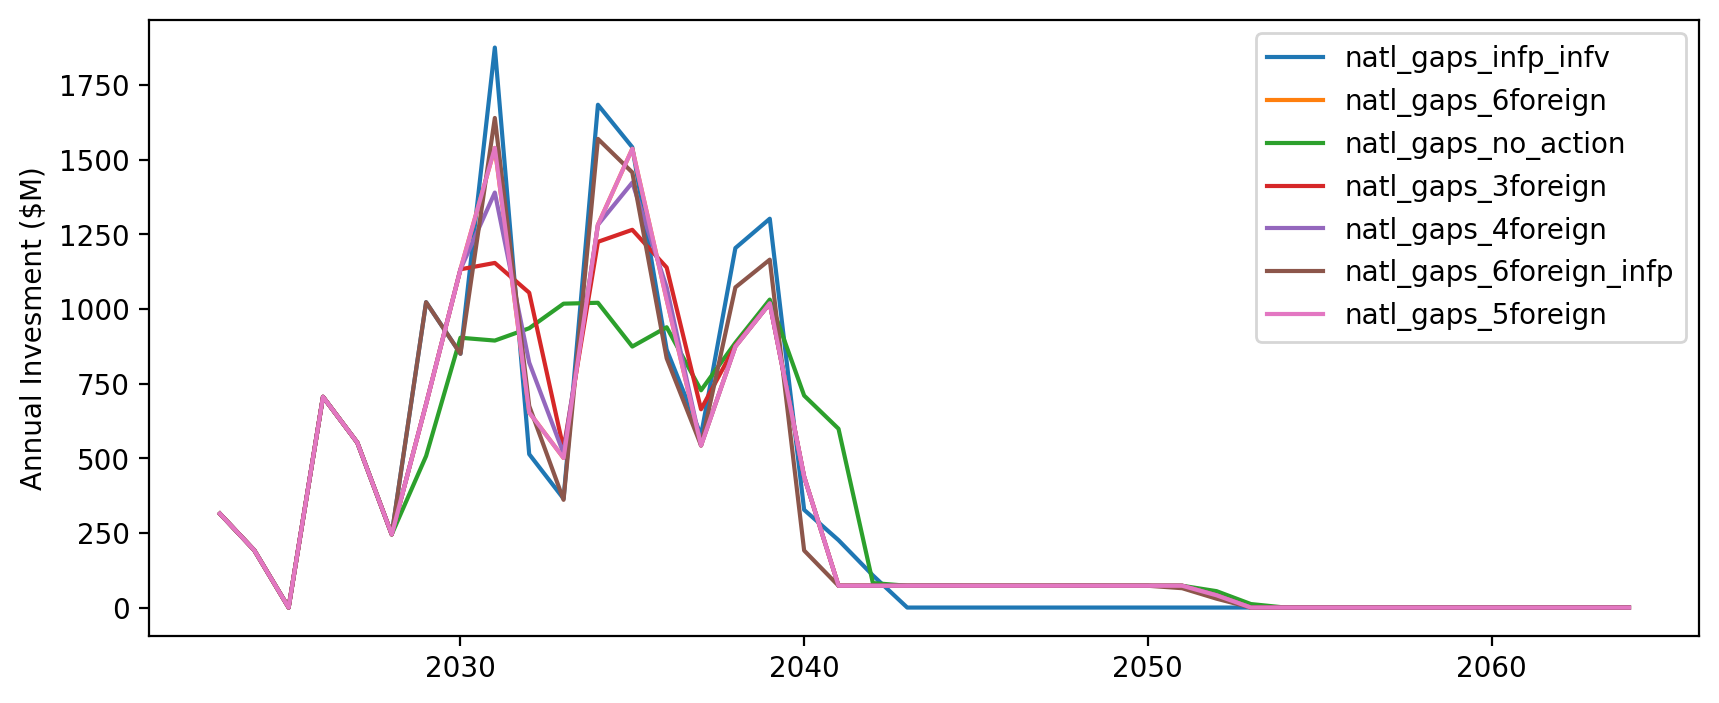 Annual Invesment ($M)
1750
1500
1250
1000
750
500
250
0
2030
2040
2050
2060
natl_gaps_infp_infv
natl_gaps_6foreign
natl_gaps_no_action
natl_gaps_3foreign
natl_gaps_4foreign
natl_gaps_6foreign_infp
natl_gaps_5foreign